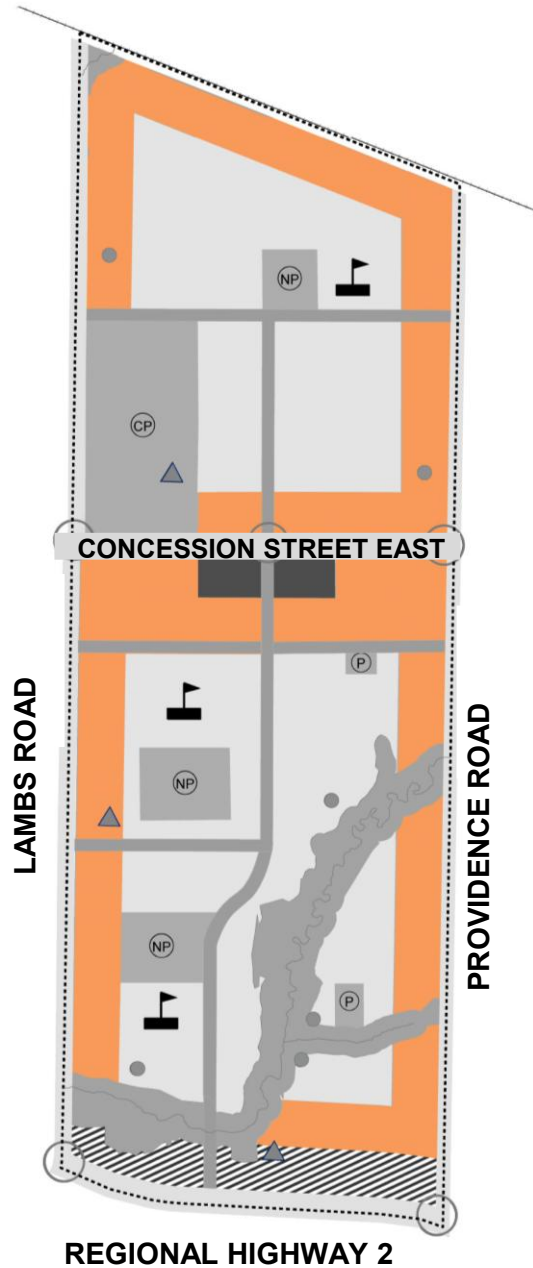 NP
CP
CONCESSION STREET EAST
P
LAMBS ROAD
PROVIDENCE ROAD
NP
NP
P
REGIONAL HIGHWAY 2